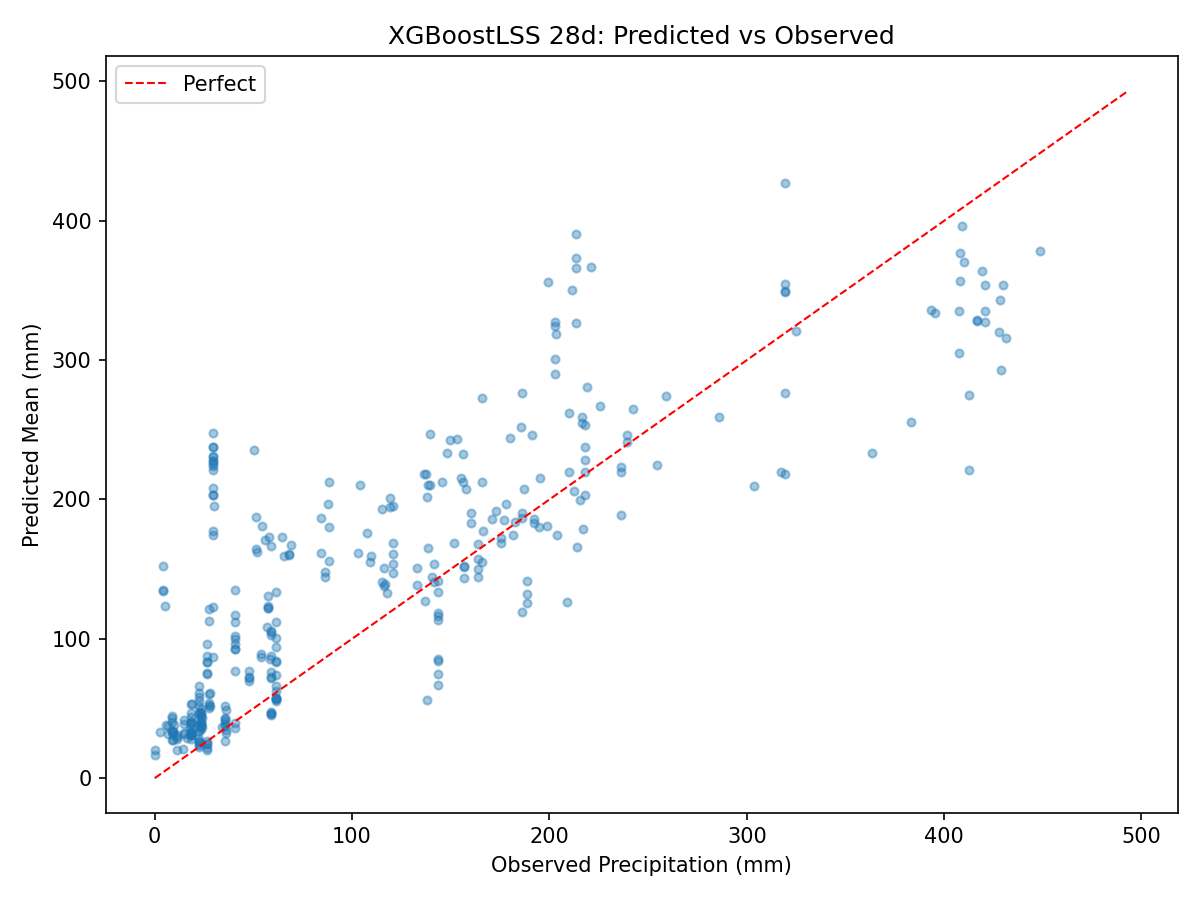 XGBoostLSS 28d: Predicted vs Observed
Perfect
500
400
300
200
100
0
Predicted Mean (mm)
0 100 200 300 400 500
Observed Precipitation (mm)